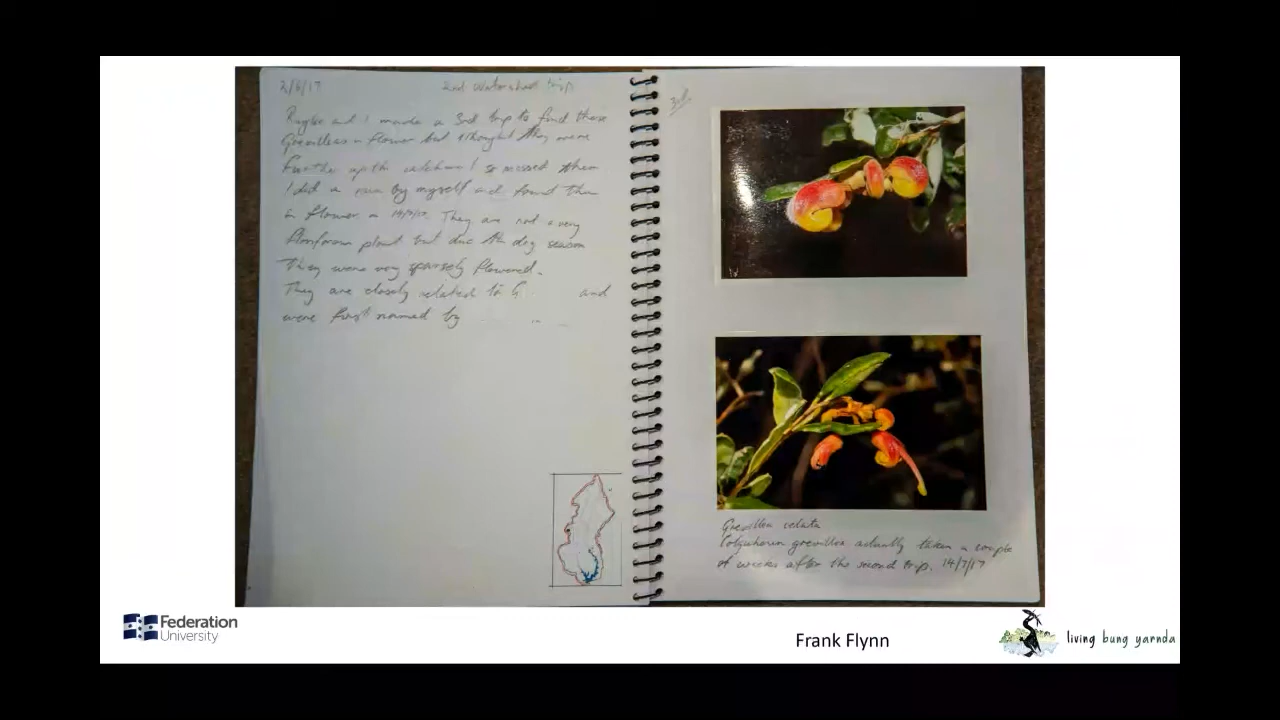 2/6/17 2nd Watershed trip
and I made a 3rd trip to find these
Grevilleas in flower but thought they were
further up the catchment so missed them.
I did a run by myself and found them
in flower on 14/7/17. They are not a very
floriferous plant but due the dry season
They were very sparsely flowered.
They are closely related to G. and
were first named by
3rd
Grevillea celata
Colquhoun grevillea actually taken a couple
of weeks after the second trip. 14/7/17
Federation
University
Frank Flynn
living bung yarnda